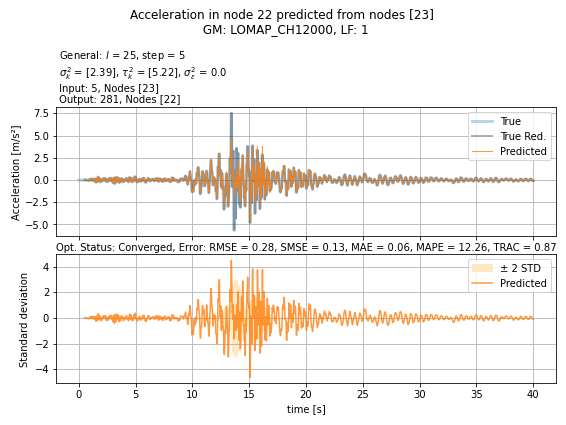 Acceleration in node 22 predicted from nodes [23]
GM: LOMAP_CH12000, LF: 1
General: l = 25, step = 5
σ²ₖ = [2.39], τ²ₖ = [5.22], σ²ε = 0.0
Input: 5, Nodes [23]
Output: 281, Nodes [22]
Acceleration [m/s²]
7.5
5.0
2.5
0.0
−2.5
−5.0
True
True Red.
Predicted
Opt. Status: Converged, Error: RMSE = 0.28, SMSE = 0.13, MAE = 0.06, MAPE = 12.26, TRAC = 0.87
Standard deviation
4
2
0
−2
−4
± 2 STD
Predicted
0 5 10 15 20 25 30 35 40
time [s]